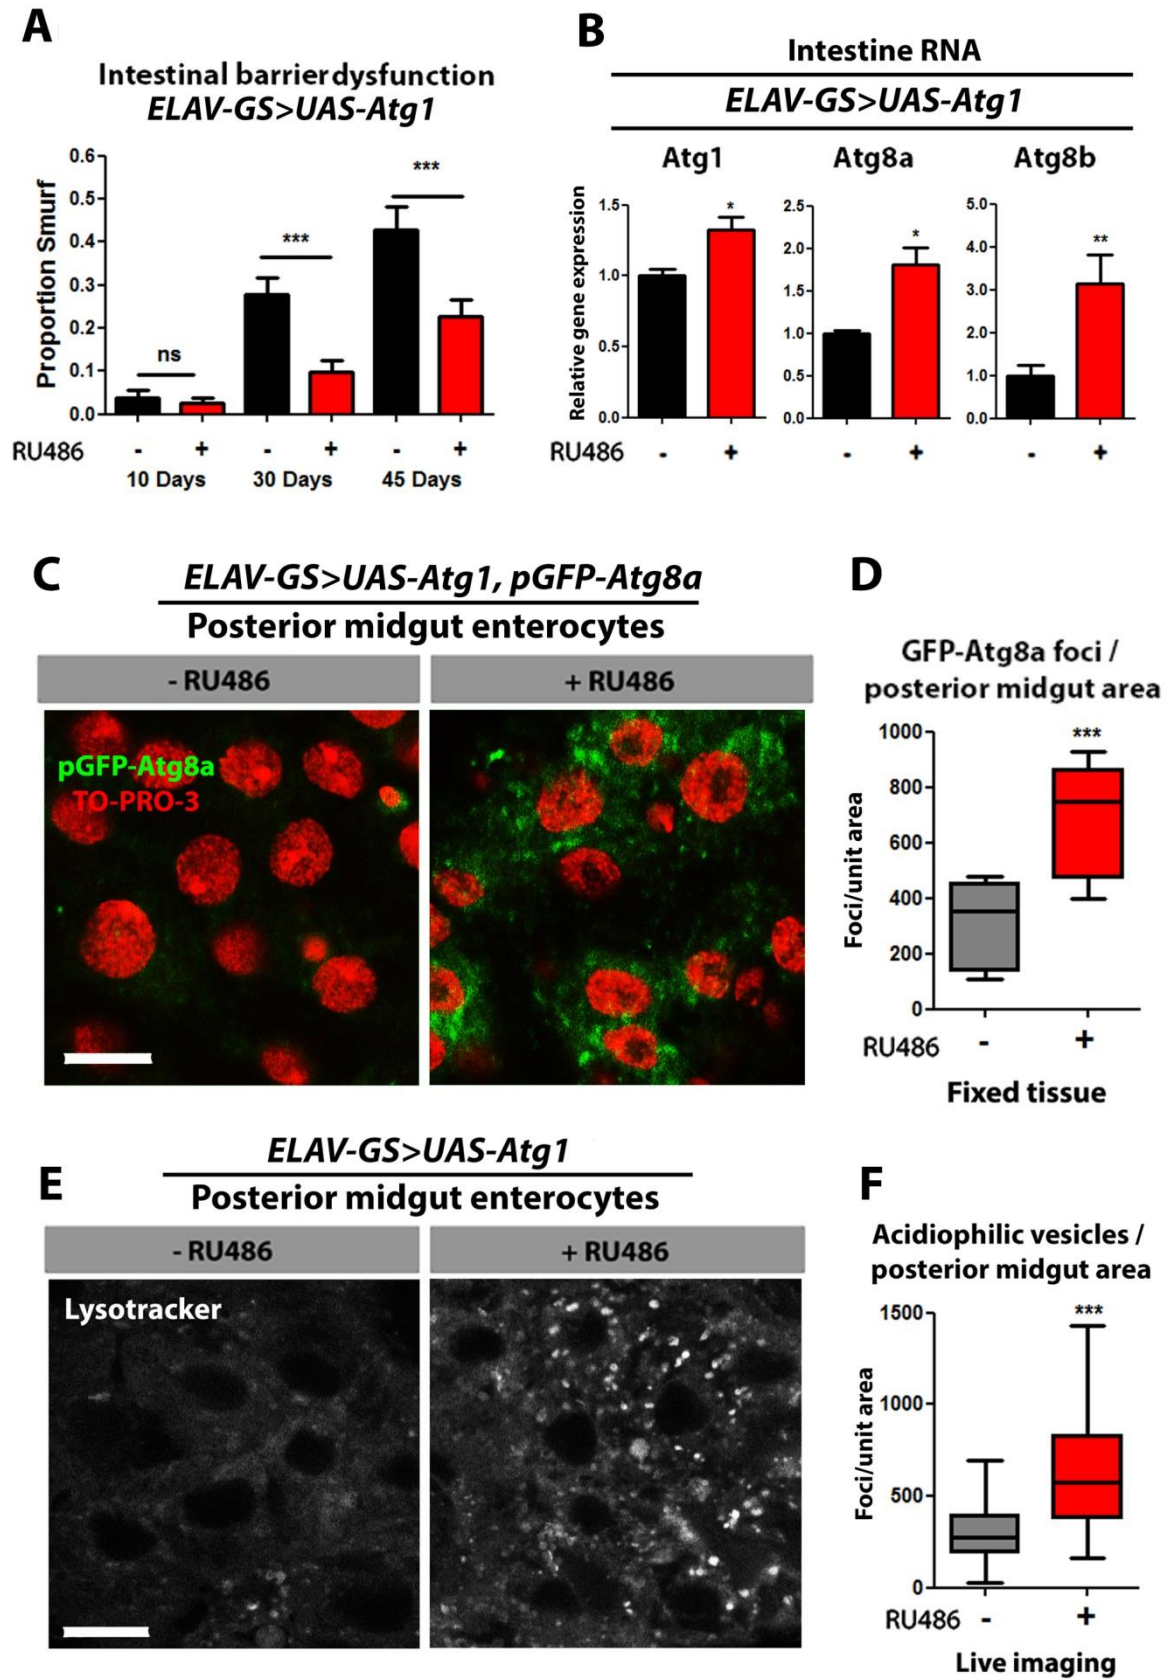 A
Intestinal barrier dysfunction
ELAV-GS>UAS-Atg1
Proportion Smurf
0.6
0.5
0.4
0.3
0.2
0.1
0.0
ns
***
***
RU486 - + - + - +
10 Days 30 Days 45 Days
B
Intestine RNA
ELAV-GS>UAS-Atg1
Atg1 Atg8a Atg8b
Relative gene expression
1.5
1.0
0.5
0.0
*
2.5
2.0
1.5
1.0
0.5
0.0
*
5.0
4.0
3.0
2.0
1.0
0.0
**
RU486 - + - + - +
C
ELAV-GS>UAS-Atg1, pGFP-Atg8a
Posterior midgut enterocytes
- RU486 + RU486
pGFP-Atg8a
TO-PRO-3
D
GFP-Atg8a foci /
posterior midgut area
Foci/unit area
1000
800
600
400
200
0
***
RU486 - +
Fixed tissue
E
ELAV-GS>UAS-Atg1
Posterior midgut enterocytes
- RU486 + RU486
Lysotracker
F
Acidiophilic vesicles /
posterior midgut area
Foci/unit area
1500
1000
500
0
***
RU486 - +
Live imaging